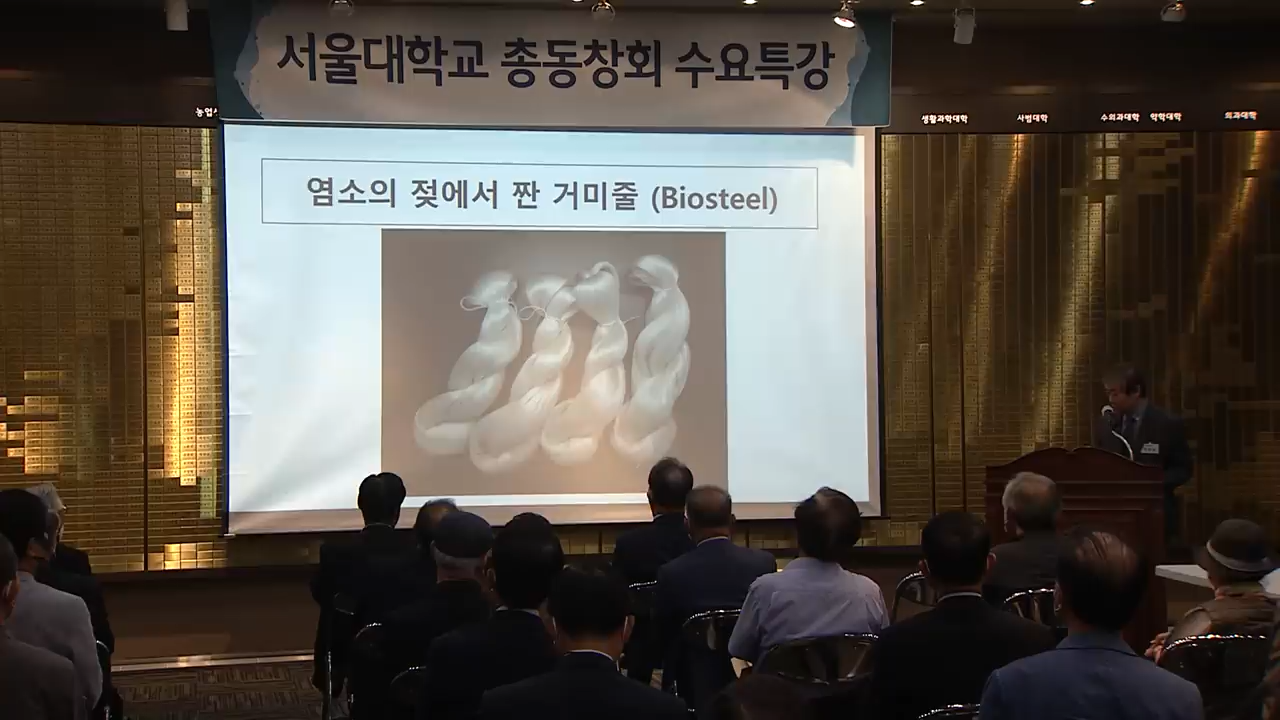 서울대학교 총동창회 수요특강
생활과학대학 사범대학 수의과대학 약학대학 의과대학
염소의 젖에서 짠 거미줄 (Biosteel)